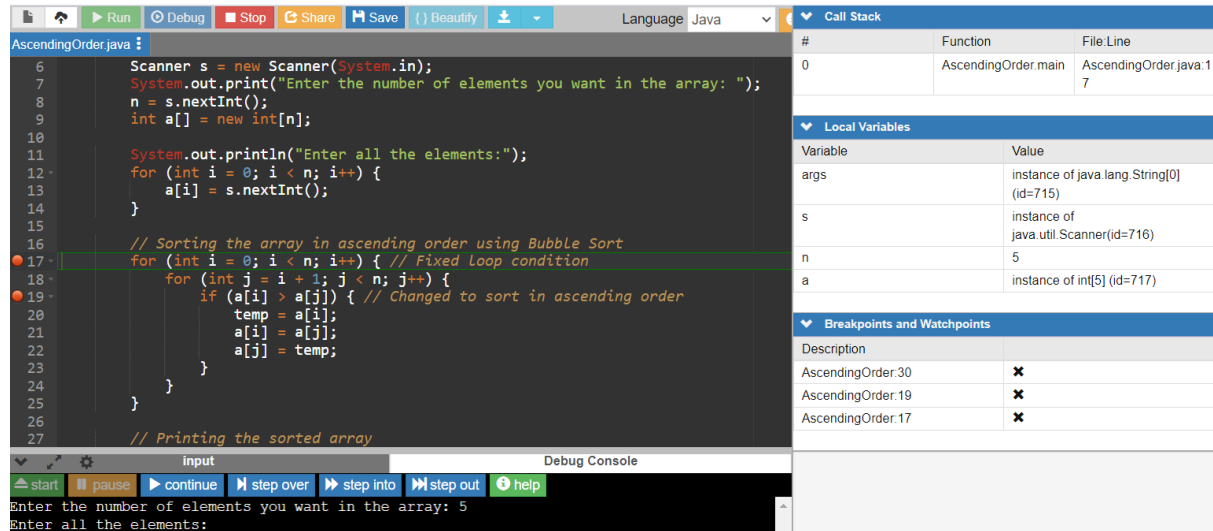 Run Debug Stop Share Save { } Beautify Language Java
AscendingOrder.java
6 Scanner s = new Scanner(System.in);
7 System.out.print("Enter the number of elements you want in the array: ");
8 n = s.nextInt();
9 int a[] = new int[n];
10
11 System.out.println("Enter all the elements:");
12 for (int i = 0; i < n; i++) {
13 a[i] = s.nextInt();
14 }
15
16 // Sorting the array in ascending order using Bubble Sort
17 for (int i = 0; i < n; i++) { // Fixed loop condition
18 for (int j = i + 1; j < n; j++) {
19 if (a[i] > a[j]) { // Changed to sort in ascending order
20 temp = a[i];
21 a[i] = a[j];
22 a[j] = temp;
23 }
24 }
25 }
26
27 // Printing the sorted array
input Debug Console
start pause continue step over step into step out help
Enter the number of elements you want in the array: 5
Enter all the elements:
Call Stack
# Function File:Line
0 AscendingOrder.main AscendingOrder.java:1
7
Local Variables
Variable Value
args instance of java.lang.String[0]
(id=715)
s instance of
java.util.Scanner(id=716)
n 5
a instance of int[5] (id=717)
Breakpoints and Watchpoints
Description
AscendingOrder:30
AscendingOrder:19
AscendingOrder:17